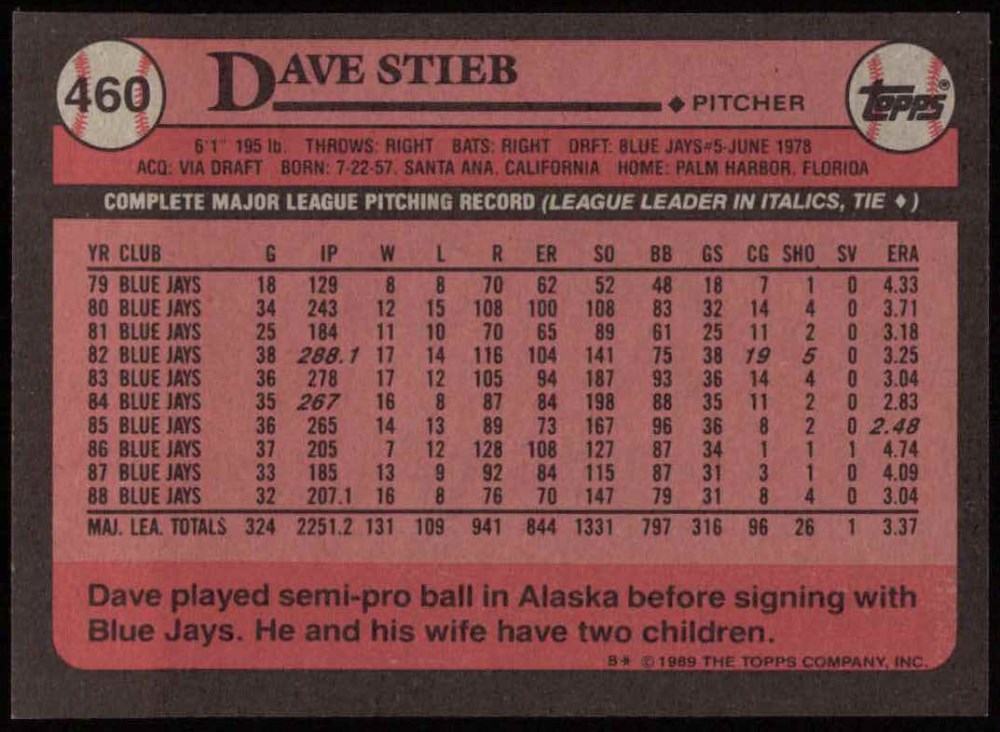 460 DAVE STIEB ◆ PITCHER Topps®
6'1" 195 lb. THROWS: RIGHT BATS: RIGHT DRFT: BLUE JAYS#5-JUNE 1978
ACQ: VIA DRAFT BORN: 7-22-57, SANTA ANA, CALIFORNIA HOME: PALM HARBOR, FLORIDA
COMPLETE MAJOR LEAGUE PITCHING RECORD (LEAGUE LEADER IN ITALICS, TIE ♦)
YR CLUB G IP W L R ER SO BB GS CG SHO SV ERA
79 BLUE JAYS 18 129 8 8 70 62 52 48 18 7 1 0 4.33
80 BLUE JAYS 34 243 12 15 108 100 108 83 32 14 4 0 3.71
81 BLUE JAYS 25 184 11 10 70 65 89 61 25 11 2 0 3.18
82 BLUE JAYS 38 288.1 17 14 116 104 141 75 38 19 5 0 3.25
83 BLUE JAYS 36 278 17 12 105 94 187 93 36 14 4 0 3.04
84 BLUE JAYS 35 267 16 8 87 84 198 88 35 11 2 0 2.83
85 BLUE JAYS 36 265 14 13 89 73 167 96 36 8 2 0 2.48
86 BLUE JAYS 37 205 7 12 128 108 127 87 34 1 1 1 4.74
87 BLUE JAYS 33 185 13 9 92 84 115 87 31 3 1 0 4.09
88 BLUE JAYS 32 207.1 16 8 76 70 147 79 31 8 4 0 3.04
MAJ. LEA. TOTALS 324 2251.2 131 109 941 844 1331 797 316 96 26 1 3.37
Dave played semi-pro ball in Alaska before signing with
Blue Jays. He and his wife have two children.
B* © 1989 THE TOPPS COMPANY, INC.